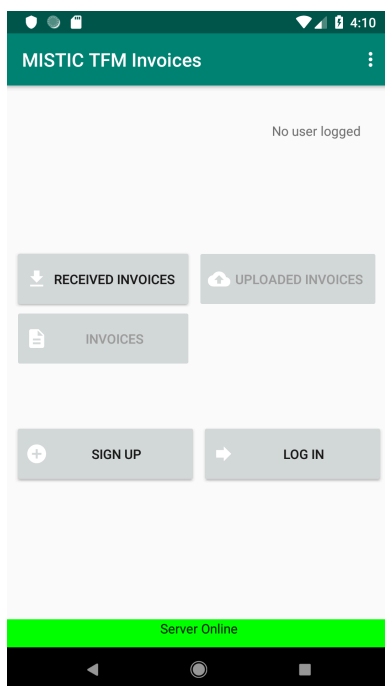 4:10
MISTIC TFM Invoices
No user logged
RECEIVED INVOICES
UPLOADED INVOICES
INVOICES
SIGN UP
LOG IN
Server Online